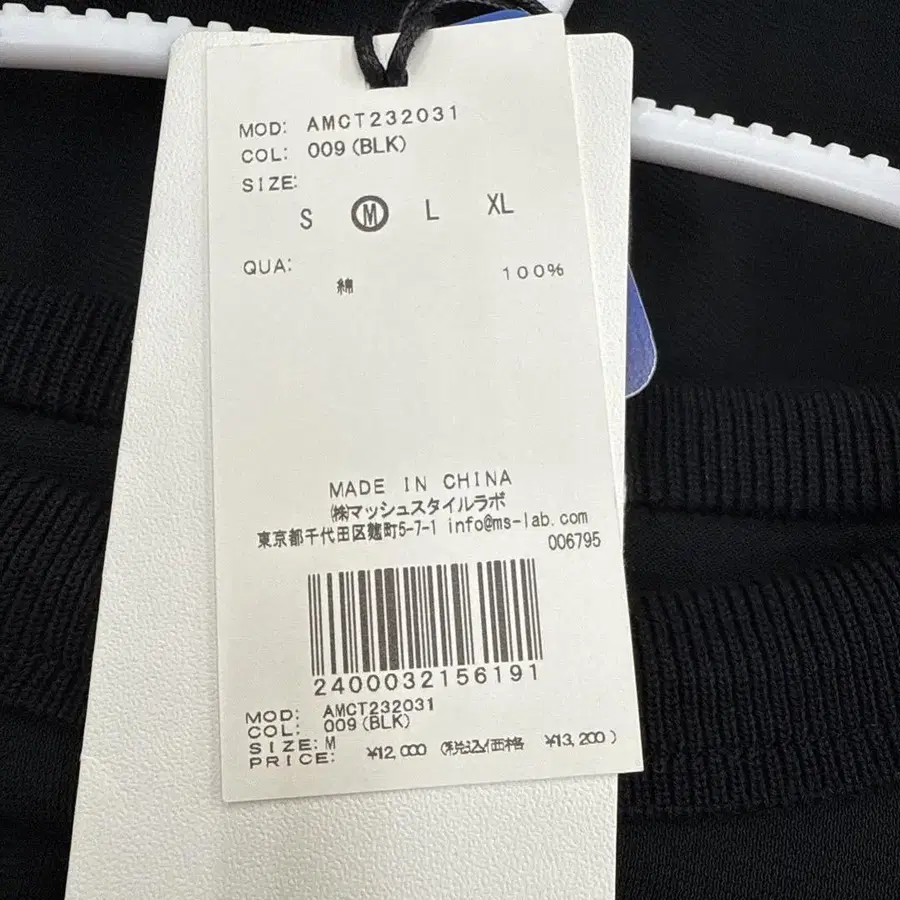 MOD: AMCT232031
COL: 009 (BLK)
SIZE:
S M L XL
QUA:
綿 100%
MADE IN CHINA
㈱マッシュスタイルラボ
東京都千代田区麹町5-7-1 info@ms-lab.com
006795
2400032156191
MOD: AMCT232031
COL: 009 (BLK)
SIZE: M
PRICE: ¥12,000 (税込価格 ¥13,200)